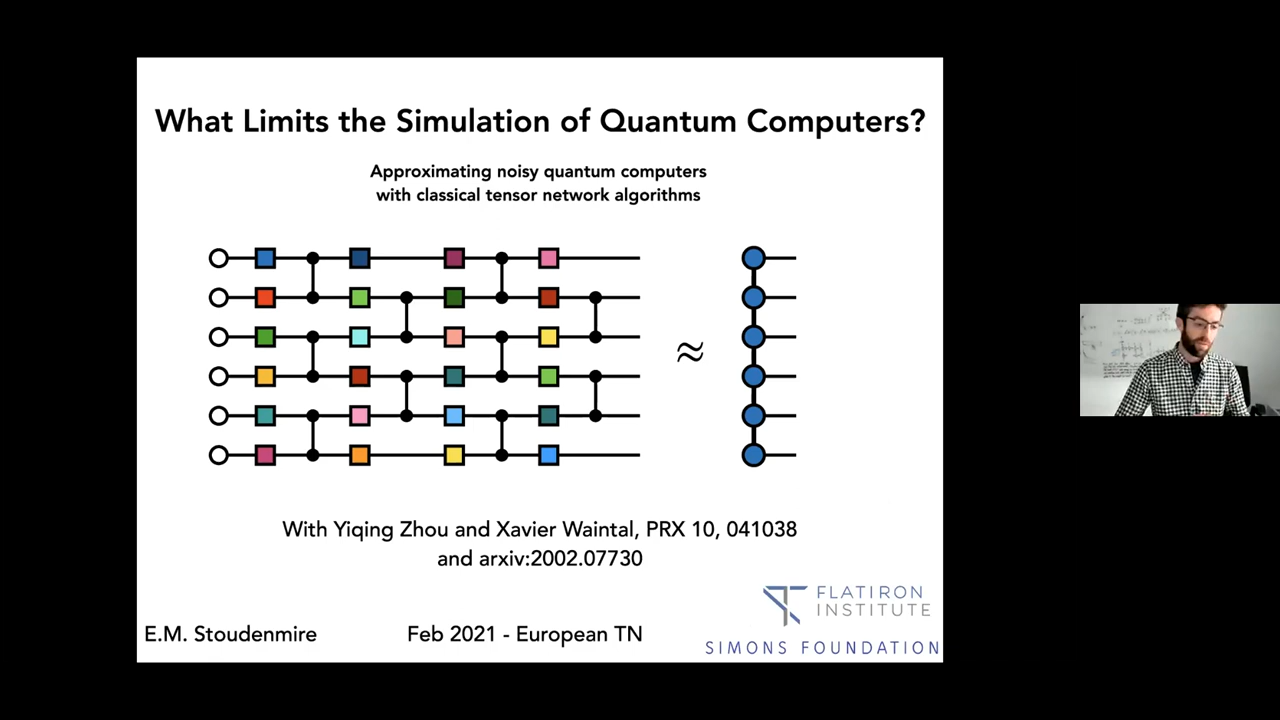 What Limits the Simulation of Quantum Computers?
Approximating noisy quantum computers
with classical tensor network algorithms
≈
With Yiqing Zhou and Xavier Waintal, PRX 10, 041038
and arxiv:2002.07730
FLATIRON
INSTITUTE
E.M. Stoudenmire
Feb 2021 - European TN
SIMONS FOUNDATION